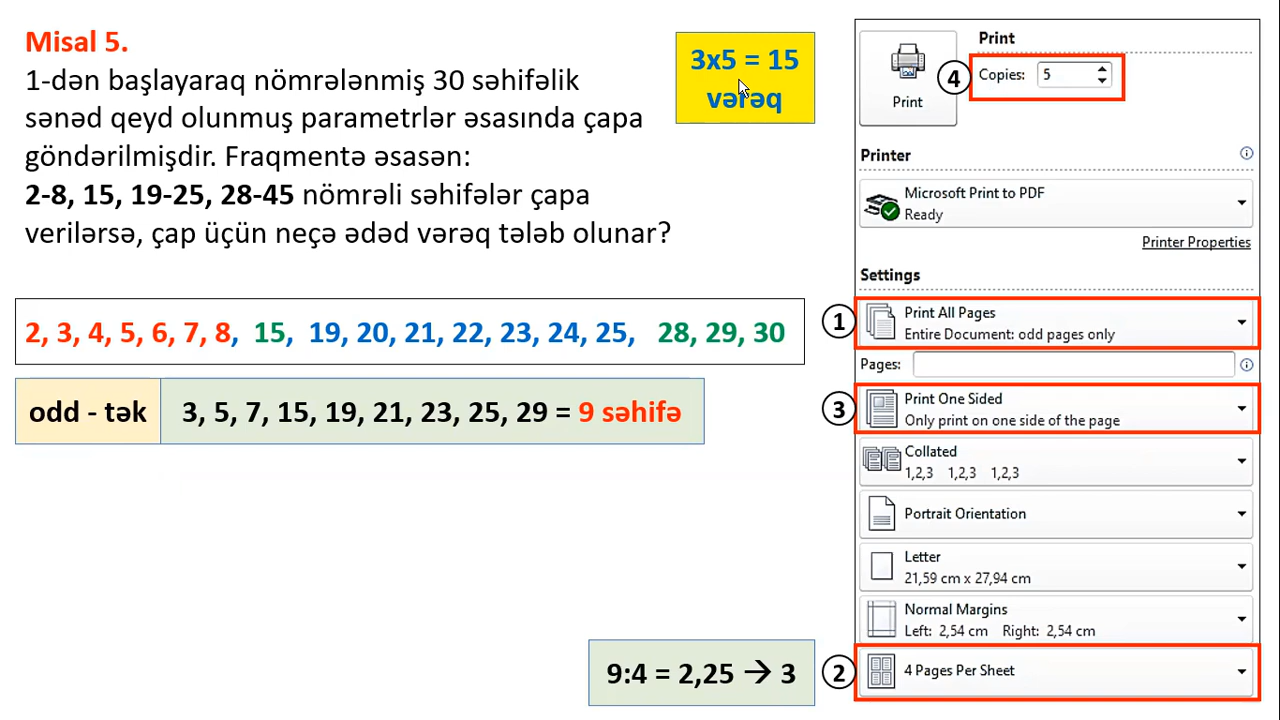 Misal 5.
1-dən başlayaraq nömrələnmiş 30 səhifəlik
sənəd qeyd olunmuş parametrlər əsasında çapa
göndərilmişdir. Fraqmentə əsasən:
2-8, 15, 19-25, 28-45 nömrəli səhifələr çapa
verilərsə, çap üçün neçə ədəd vərəq tələb olunar?
3x5 = 15
vərəq
2, 3, 4, 5, 6, 7, 8, 15, 19, 20, 21, 22, 23, 24, 25, 28, 29, 30
odd - tək 3, 5, 7, 15, 19, 21, 23, 25, 29 = 9 səhifə
9:4 = 2,25 → 3
Print
Print
4
Copies: 5
Printer
Microsoft Print to PDF
Ready
Printer Properties
Settings
1
Print All Pages
Entire Document: odd pages only
Pages:
3
Print One Sided
Only print on one side of the page
Collated
1,2,3 1,2,3 1,2,3
Portrait Orientation
Letter
21,59 cm x 27,94 cm
Normal Margins
Left: 2,54 cm Right: 2,54 cm
2
4 Pages Per Sheet